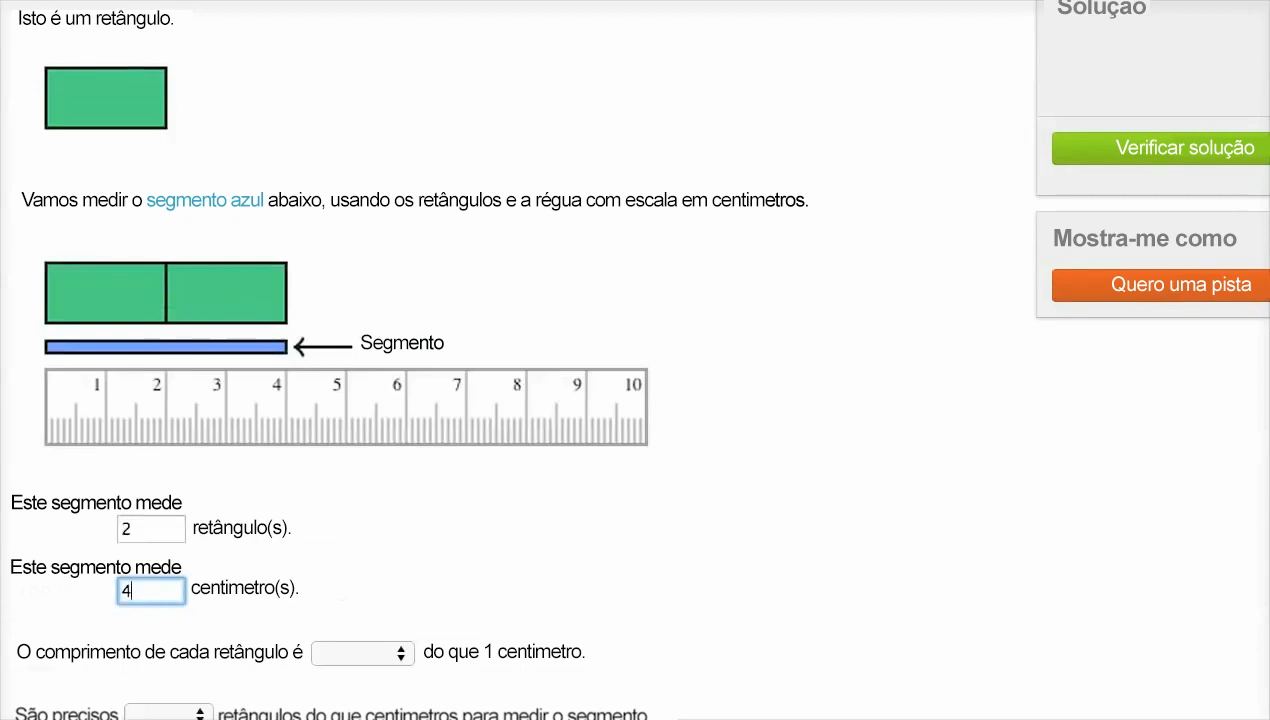 Isto é um retângulo.
Solução
Verificar solução
Vamos medir o segmento azul abaixo, usando os retângulos e a régua com escala em centimetros.
Mostra-me como
Quero uma pista
Segmento
1 2 3 4 5 6 7 8 9 10
Este segmento mede
2 retângulo(s).
Este segmento mede
4 centimetro(s).
O comprimento de cada retângulo é do que 1 centimetro.
São precisos retângulos do que centimetros para medir o segmento